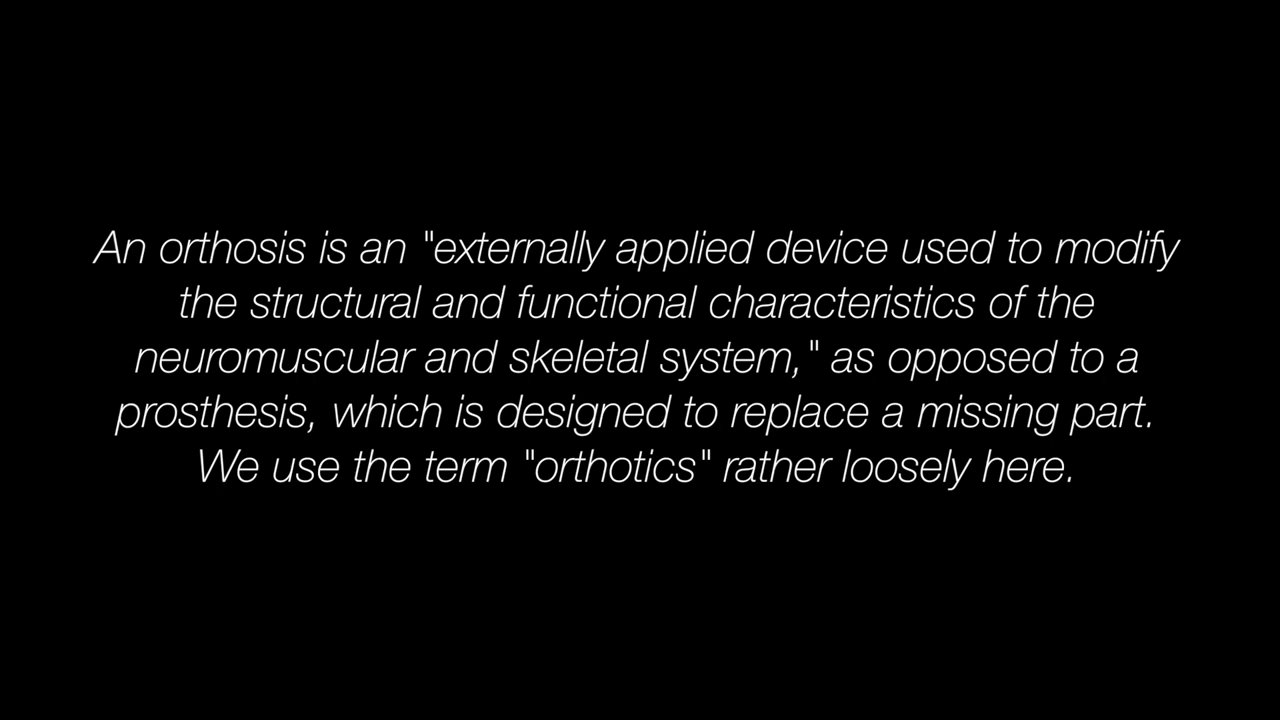 An orthosis is an "externally applied device used to modify
the structural and functional characteristics of the
neuromuscular and skeletal system," as opposed to a
prosthesis, which is designed to replace a missing part.
We use the term "orthotics" rather loosely here.